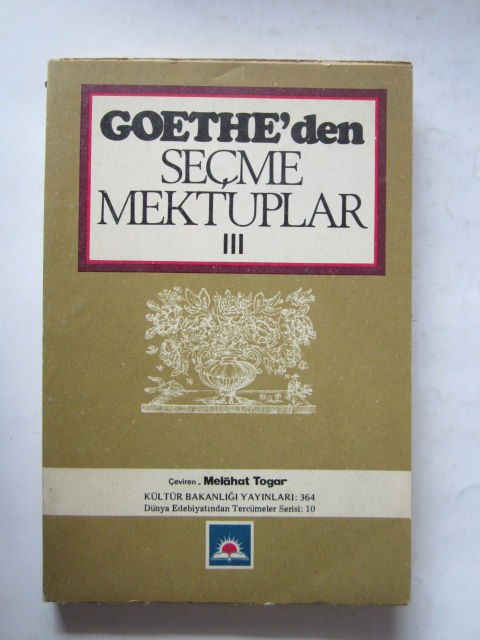 GOETHE'den
SEÇME
MEKTUPLAR
III
Çeviren . Melâhat Togar
KÜLTÜR BAKANLIĞI YAYINLARI: 364
Dünya Edebiyatından Tercümeler Serisi: 10